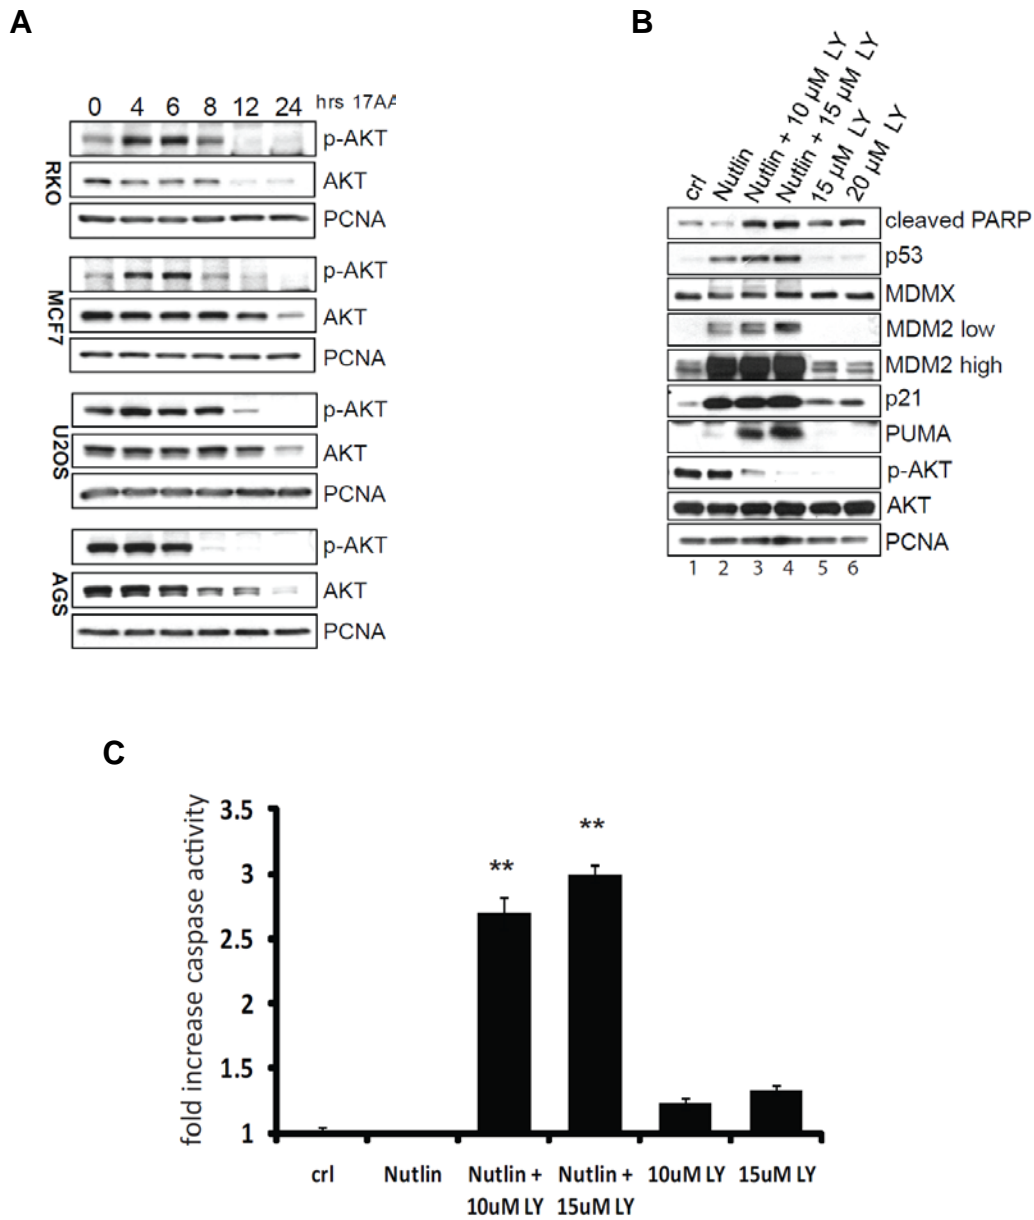 A
0 4 6 8 12 24 hrs 17AA
RKO
p-AKT
AKT
PCNA
MCF7
p-AKT
AKT
PCNA
U2OS
p-AKT
AKT
PCNA
AGS
p-AKT
AKT
PCNA
B
crl
Nutlin
Nutlin + 10 µM LY
Nutlin + 15 µM LY
15 µM LY
20 µM LY
cleaved PARP
p53
MDMX
MDM2 low
MDM2 high
p21
PUMA
p-AKT
AKT
PCNA
1 2 3 4 5 6
C
fold increase caspase activity
3.5
3
2.5
2
1.5
1
**
**
crl Nutlin Nutlin + Nutlin + 10uM LY 15uM LY
10uM LY 15uM LY